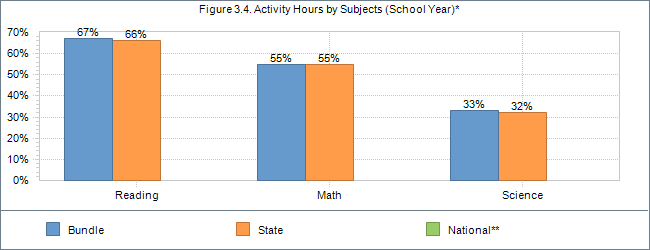 Figure 3.4. Activity Hours by Subjects (School Year)*
70%
60%
50%
40%
30%
20%
10%
0%
67%
66%
55%
55%
33%
32%
Reading
Math
Science
Bundle
State
National**